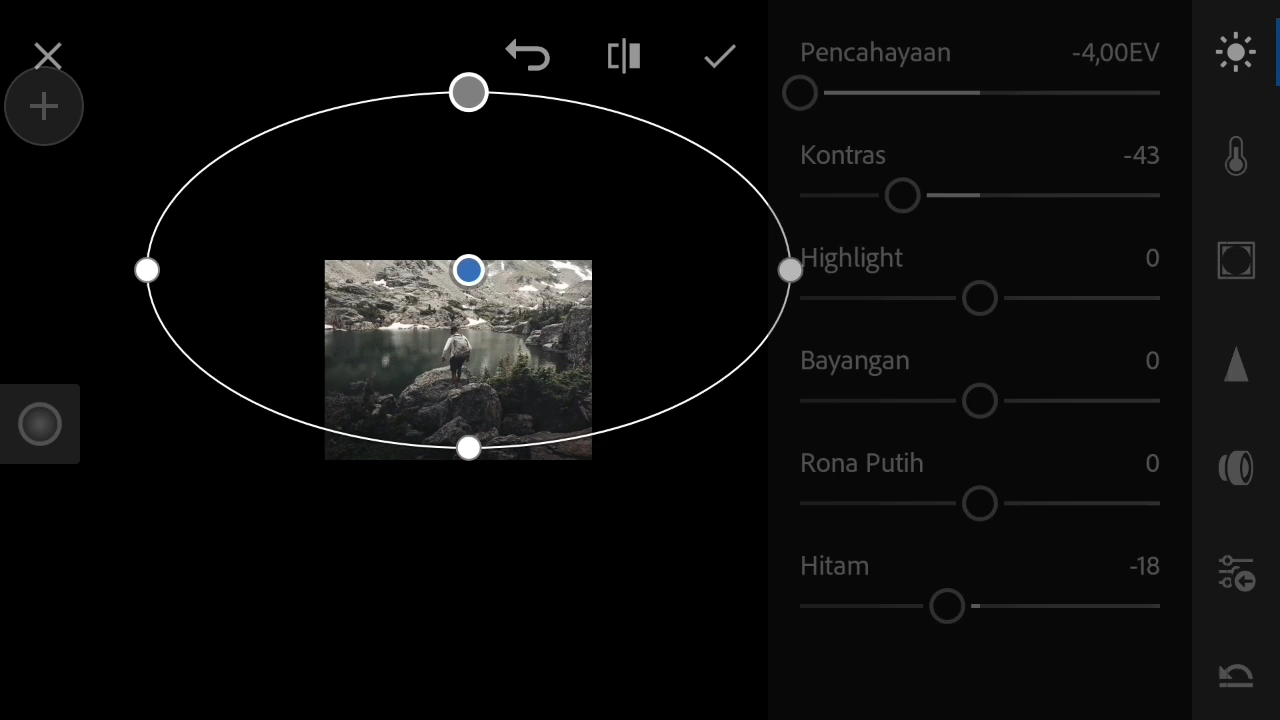 Pencahayaan -4,00EV
Kontras -43
Highlight 0
Bayangan 0
Rona Putih 0
Hitam -18